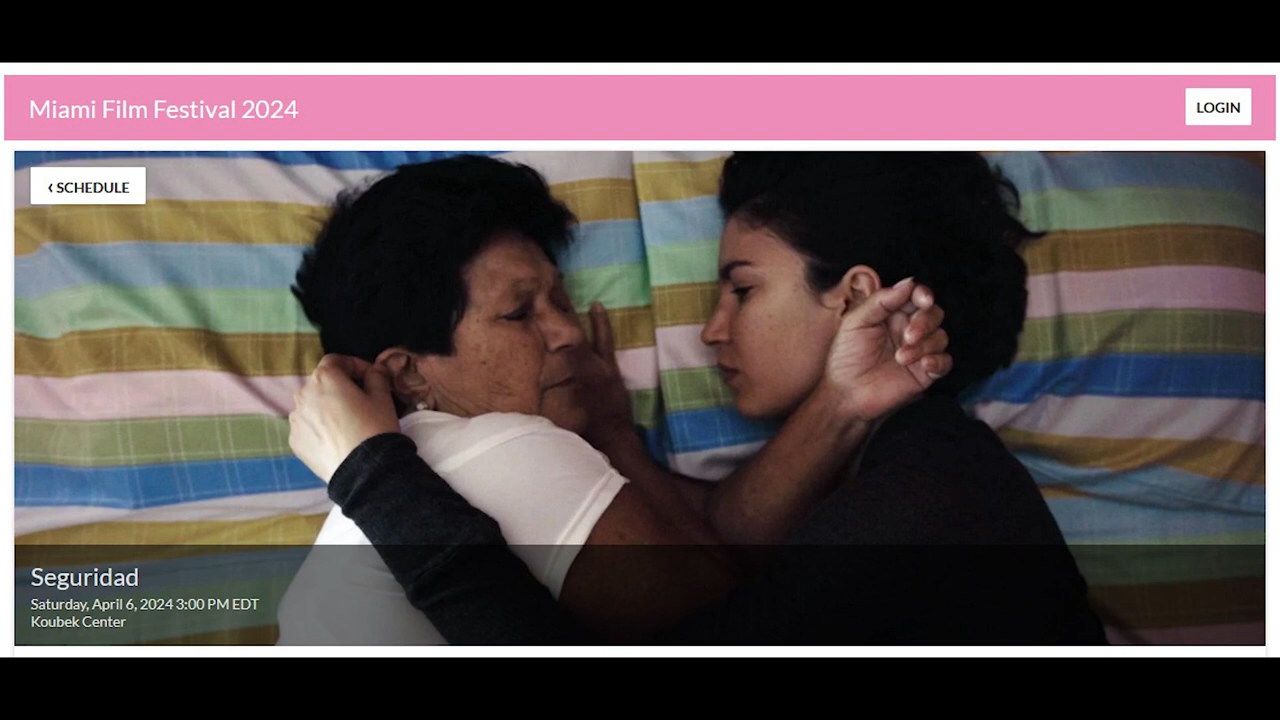 Miami Film Festival 2024
LOGIN
‹ SCHEDULE
Seguridad
Saturday, April 6, 2024 3:00 PM EDT
Koubek Center